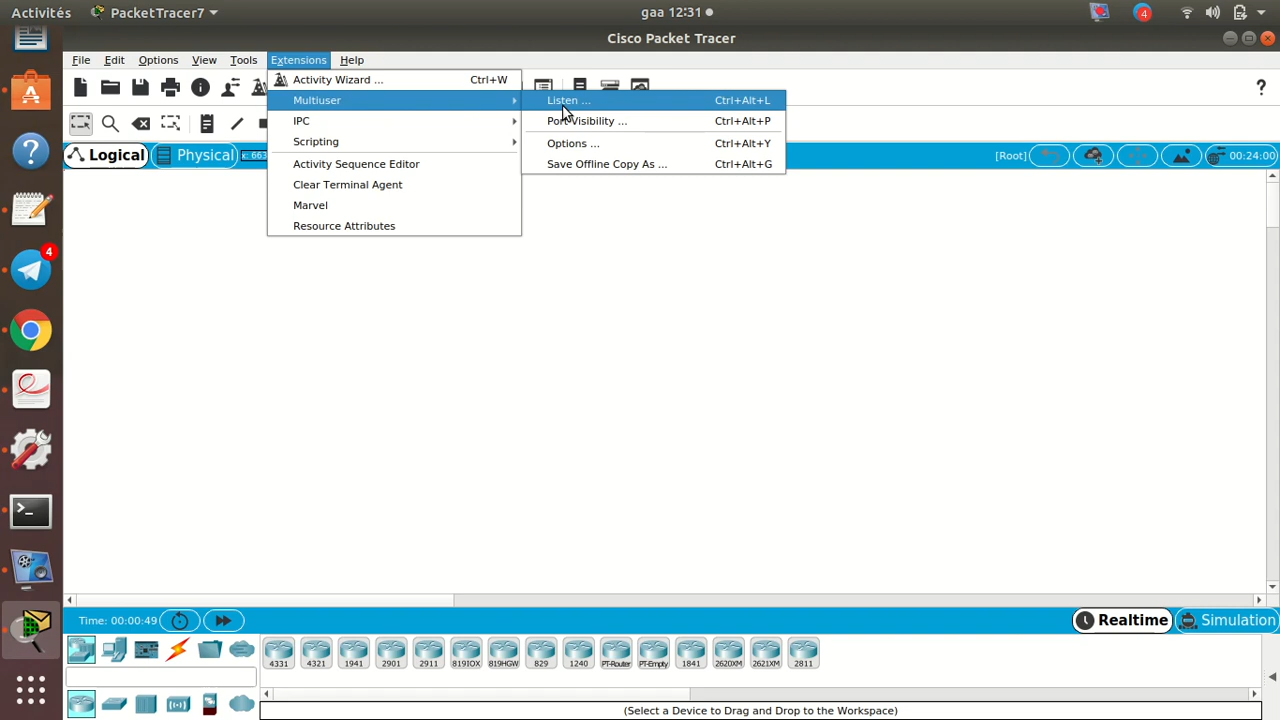 Activités PacketTracer7 gaa 12:31 4
Cisco Packet Tracer
File Edit Options View Tools Extensions Help
Activity Wizard ... Ctrl+W
Multiuser
IPC
Scripting
Activity Sequence Editor
Clear Terminal Agent
Marvel
Resource Attributes
Listen ... Ctrl+Alt+L
Port Visibility ... Ctrl+Alt+P
Options ... Ctrl+Alt+Y
Save Offline Copy As ... Ctrl+Alt+G
Logical Physical x: 663 [Root] 00:24:00
4
Time: 00:00:49 Realtime Simulation
4331 4321 1941 2901 2911 819IOX 819HGW 829 1240 PT-Router PT-Empty 1841 2620XM 2621XM 2811
(Select a Device to Drag and Drop to the Workspace)